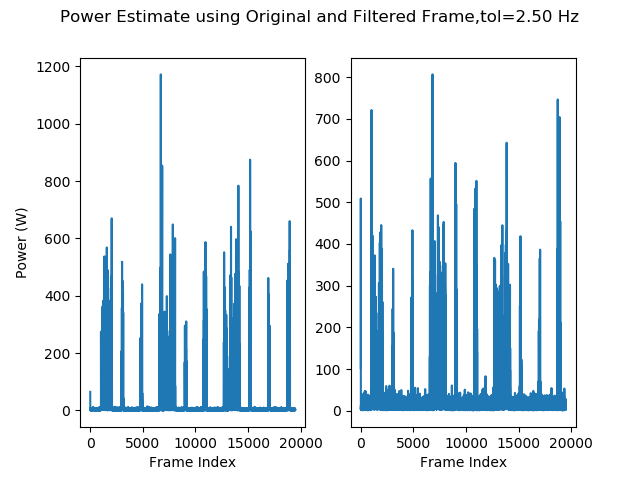 Power Estimate using Original and Filtered Frame,tol=2.50 Hz
1200
1000
800
600
400
200
0
Power (W)
0 5000 10000 15000 20000
Frame Index
800
700
600
500
400
300
200
100
0
0 5000 10000 15000 20000
Frame Index